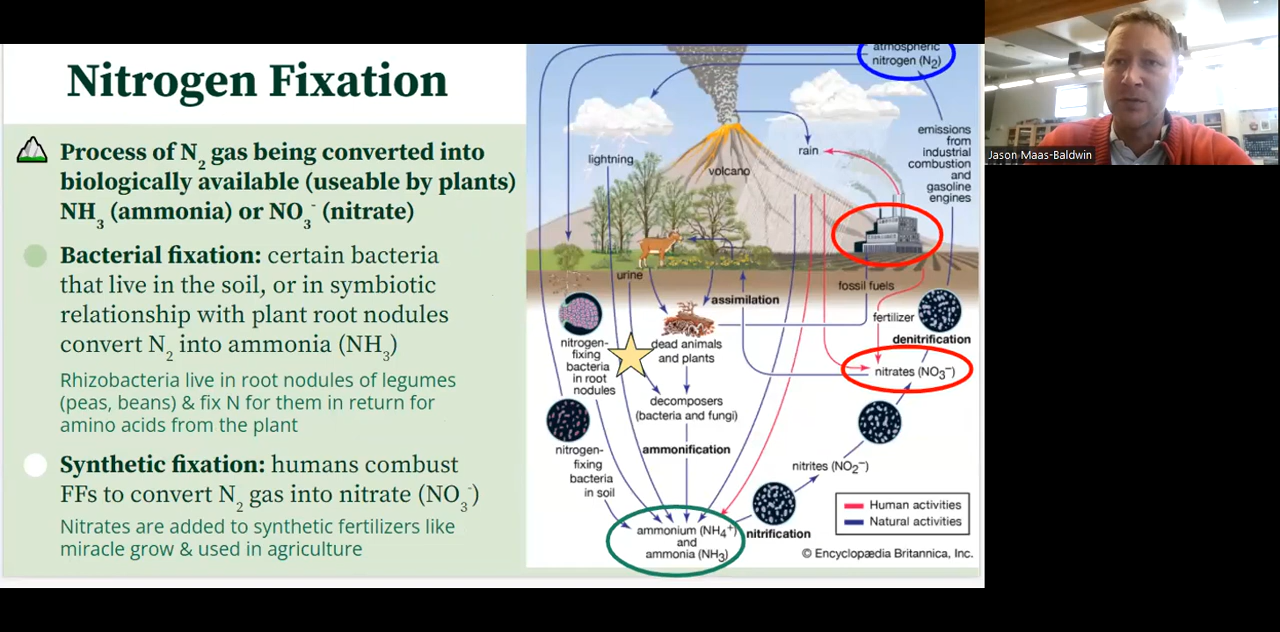 Nitrogen Fixation
Process of N₂ gas being converted into
biologically available (useable by plants)
NH₃ (ammonia) or NO₃⁻ (nitrate)
Bacterial fixation: certain bacteria
that live in the soil, or in symbiotic
relationship with plant root nodules
convert N₂ into ammonia (NH₃)
Rhizobacteria live in root nodules of legumes
(peas, beans) & fix N for them in return for
amino acids from the plant
Synthetic fixation: humans combust
FFs to convert N₂ gas into nitrate (NO₃⁻)
Nitrates are added to synthetic fertilizers like
miracle grow & used in agriculture
atmospheric
nitrogen (N₂)
emissions
from
industrial
combustion
and
gasoline
engines
lightning
volcano
rain
urine
fossil fuels
assimilation
fertilizer
denitrification
nitrogen-
fixing
bacteria
in root
nodules
dead animals
and plants
nitrates (NO₃⁻)
decomposers
(bacteria and fungi)
nitrogen-
fixing
bacteria
in soil
ammonification
nitrites (NO₂⁻)
ammonium (NH₄⁺)
and
ammonia (NH₃)
nitrification
Human activities
Natural activities
© Encyclopædia Britannica, Inc.
Jason Maas-Baldwin